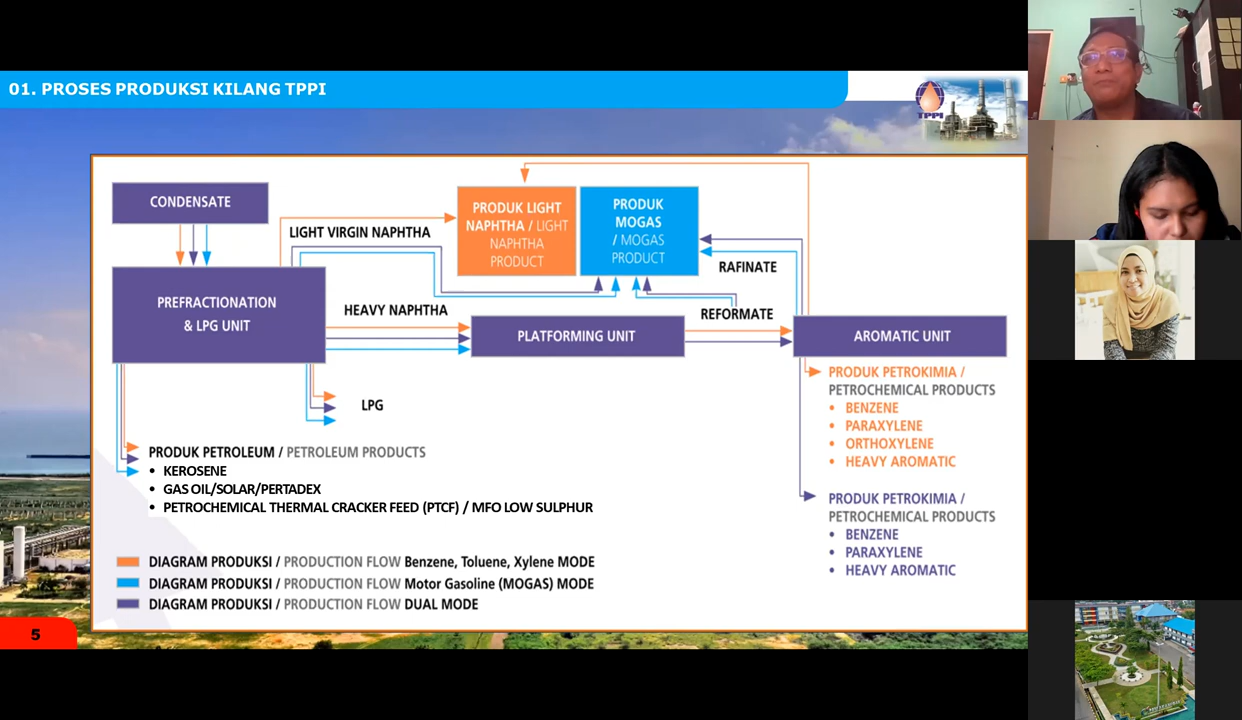 01. PROSES PRODUKSI KILANG TPPI
TPPI
CONDENSATE
PRODUK LIGHT
NAPHTHA / LIGHT
NAPHTHA
PRODUCT
PRODUK
MOGAS
/ MOGAS
PRODUCT
LIGHT VIRGIN NAPHTHA
RAFINATE
PREFRACTIONATION
& LPG UNIT
HEAVY NAPHTHA
REFORMATE
PLATFORMING UNIT
AROMATIC UNIT
PRODUK PETROKIMIA /
PETROCHEMICAL PRODUCTS
• BENZENE
• PARAXYLENE
• ORTHOXYLENE
• HEAVY AROMATIC
LPG
PRODUK PETROLEUM / PETROLEUM PRODUCTS
• KEROSENE
• GAS OIL/SOLAR/PERTADEX
• PETROCHEMICAL THERMAL CRACKER FEED (PTCF) / MFO LOW SULPHUR
PRODUK PETROKIMIA /
PETROCHEMICAL PRODUCTS
• BENZENE
• PARAXYLENE
• HEAVY AROMATIC
DIAGRAM PRODUKSI / PRODUCTION FLOW Benzene, Toluene, Xylene MODE
DIAGRAM PRODUKSI / PRODUCTION FLOW Motor Gasoline (MOGAS) MODE
DIAGRAM PRODUKSI / PRODUCTION FLOW DUAL MODE
5